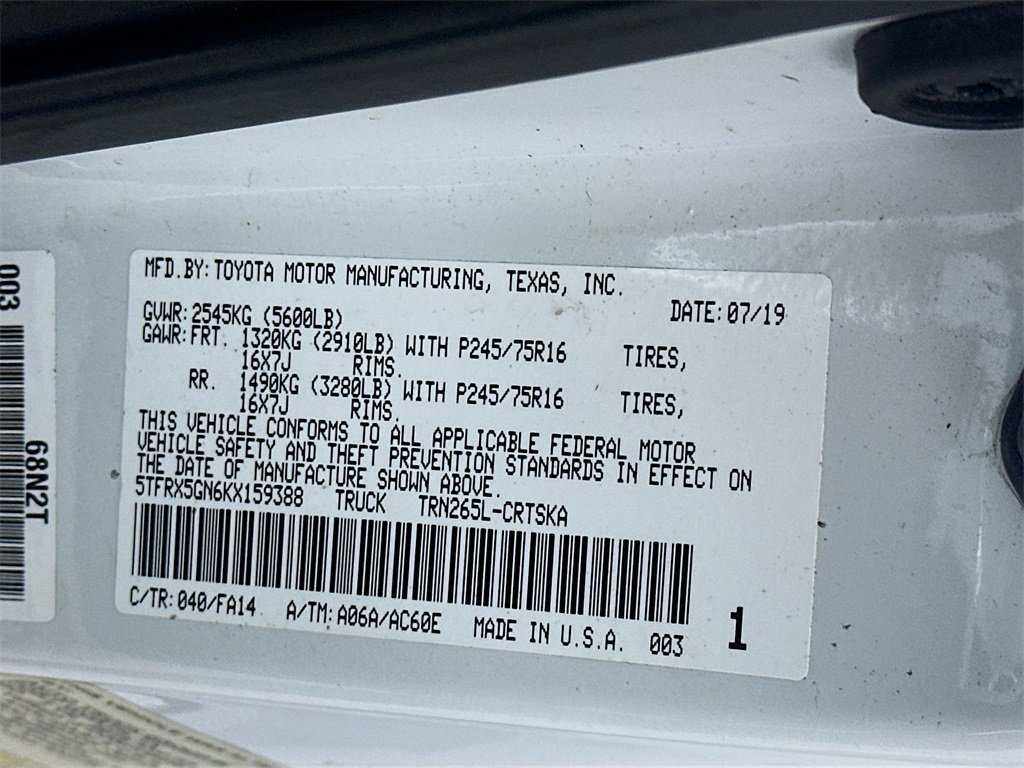 MFD.BY: TOYOTA MOTOR MANUFACTURING, TEXAS, INC.
DATE: 07/19
GVWR: 2545KG (5600LB)
GAWR: FRT. 1320KG (2910LB) WITH P245/75R16 TIRES,
16X7J RIMS.
RR. 1490KG (3280LB) WITH P245/75R16 TIRES,
16X7J RIMS.
THIS VEHICLE CONFORMS TO ALL APPLICABLE FEDERAL MOTOR
VEHICLE SAFETY AND THEFT PREVENTION STANDARDS IN EFFECT ON
THE DATE OF MANUFACTURE SHOWN ABOVE.
5TFRX5GN6KX159388 TRUCK TRN265L-CRTSKA
C/TR: 040/FA14 A/TM: A06A/AC60E MADE IN U.S.A. 003 1
003
68N2T